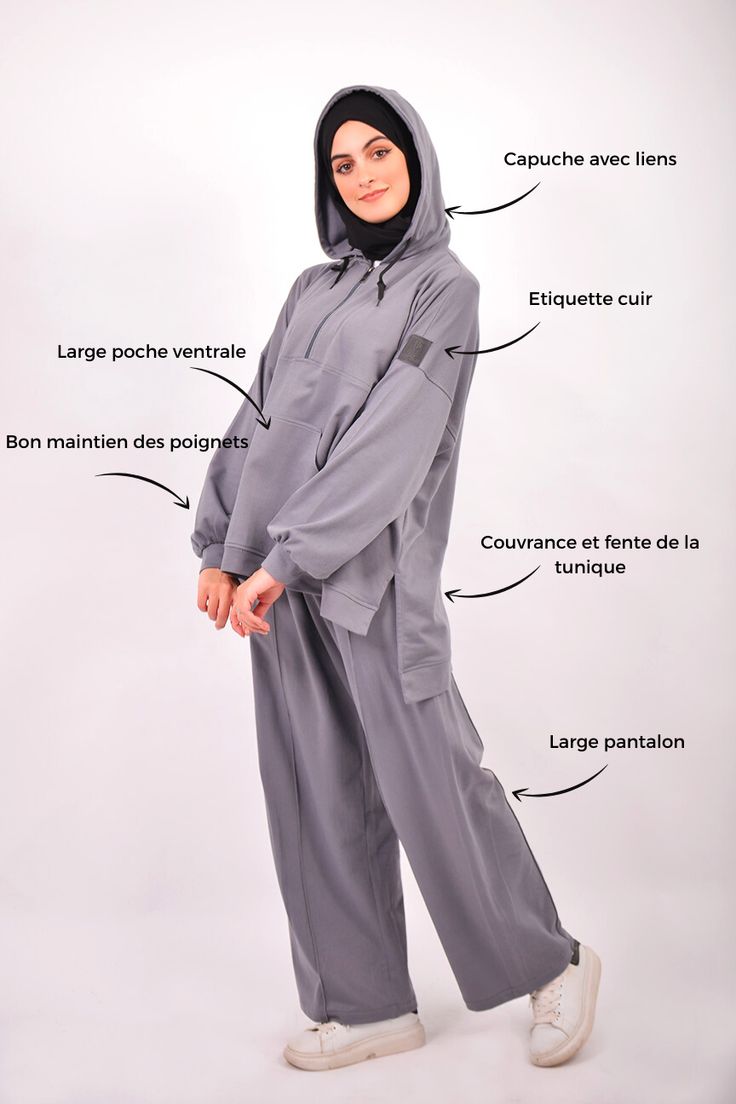 Capuche avec liens
Etiquette cuir
Large poche ventrale
Bon maintien des poignets
Couvrance et fente de la
tunique
Large pantalon